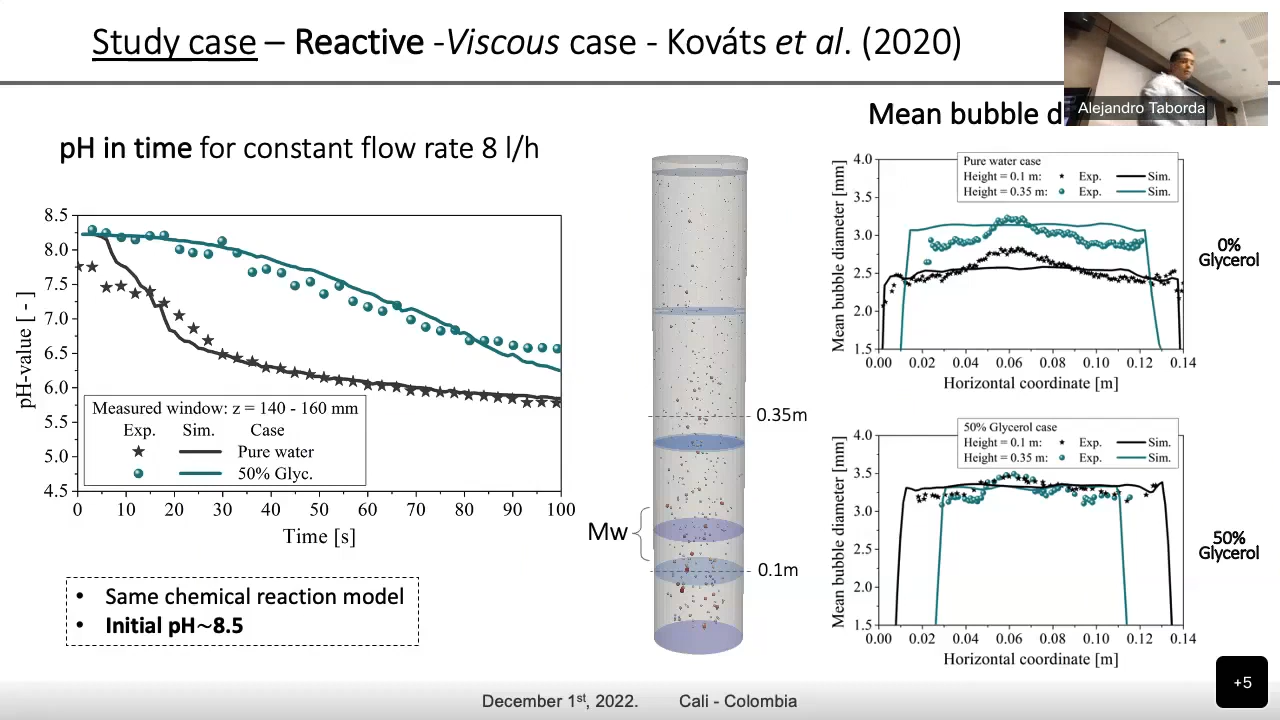 Study case – Reactive -Viscous case - Kováts et al. (2020)
Alejandro Taborda
Mean bubble d
pH in time for constant flow rate 8 l/h
8.5
8.0
7.5
7.0
6.5
6.0
5.5
5.0
4.5
pH-value [ - ]
Measured window: z = 140 - 160 mm
Exp. Sim. Case
Pure water
50% Glyc.
0 10 20 30 40 50 60 70 80 90 100
Time [s]
• Same chemical reaction model
• Initial pH~8.5
0.35m
Mw
0.1m
4.0
3.5
3.0
2.5
2.0
1.5
Mean bubble diameter [mm]
Pure water case
Height = 0.1 m: Exp. Sim.
Height = 0.35 m: Exp. Sim.
0.00 0.02 0.04 0.06 0.08 0.10 0.12 0.14
Horizontal coordinate [m]
0%
Glycerol
4.0
3.5
3.0
2.5
2.0
1.5
Mean bubble diameter [mm]
50% Glycerol case
Height = 0.1 m: Exp. Sim.
Height = 0.35 m: Exp. Sim.
0.00 0.02 0.04 0.06 0.08 0.10 0.12 0.14
Horizontal coordinate [m]
50%
Glycerol
December 1st, 2022. Cali - Colombia
+5